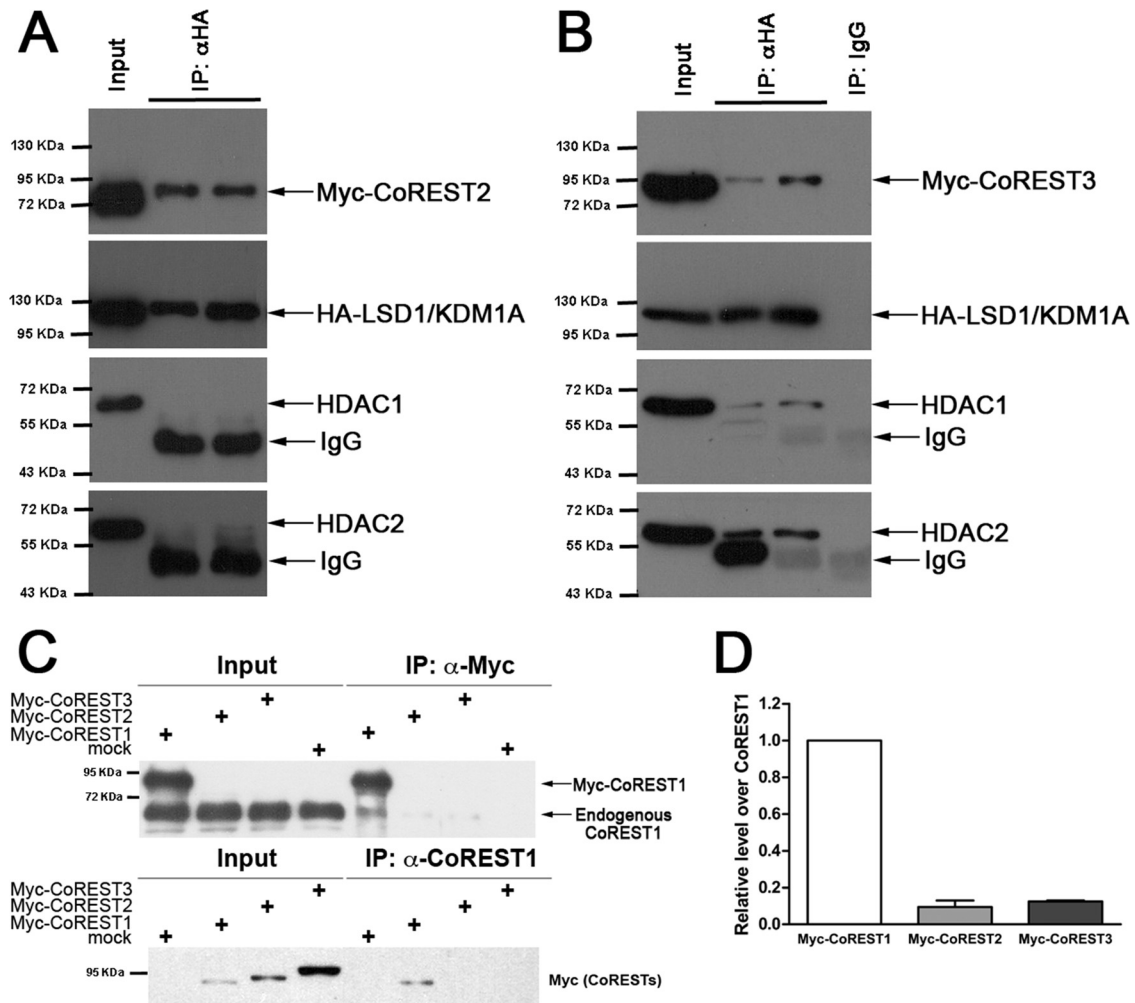 A
Input
IP: αHA
130 KDa
95 KDa
72 KDa
Myc-CoREST2
130 KDa
95 KDa
HA-LSD1/KDM1A
72 KDa
55 KDa
43 KDa
HDAC1
IgG
72 KDa
55 KDa
43 KDa
HDAC2
IgG
B
Input
IP: αHA
IP: IgG
130 KDa
95 KDa
72 KDa
Myc-CoREST3
130 KDa
95 KDa
HA-LSD1/KDM1A
72 KDa
55 KDa
43 KDa
HDAC1
IgG
72 KDa
55 KDa
43 KDa
HDAC2
IgG
C
Input IP: α-Myc
Myc-CoREST3 + +
Myc-CoREST2 + +
Myc-CoREST1 + +
mock + +
95 KDa
72 KDa
Myc-CoREST1
Endogenous
CoREST1
Input IP: α-CoREST1
Myc-CoREST3 + +
Myc-CoREST2 + +
Myc-CoREST1 + +
mock + +
95 KDa
Myc (CoRESTs)
D
Relative level over CoREST1
1.2
1.0
0.8
0.6
0.4
0.2
0.0
Myc-CoREST1 Myc-CoREST2 Myc-CoREST3